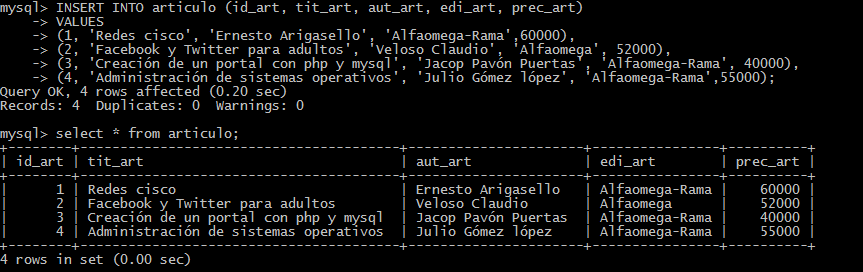 mysql> INSERT INTO articulo (id_art, tit_art, aut_art, edi_art, prec_art)
    -> VALUES
    -> (1, 'Redes cisco', 'Ernesto Arigasello', 'Alfaomega-Rama',60000),
    -> (2, 'Facebook y Twitter para adultos', 'Veloso Claudio', 'Alfaomega', 52000),
    -> (3, 'Creación de un portal con php y mysql', 'Jacop Pavón Puertas', 'Alfaomega-Rama', 40000),
    -> (4, 'Administración de sistemas operativos', 'Julio Gómez lópez', 'Alfaomega-Rama',55000);
Query OK, 4 rows affected (0.20 sec)
Records: 4  Duplicates: 0  Warnings: 0
mysql> select * from articulo;
+--------+---------------------------------------+---------------------+----------------+----------+
| id_art | tit_art                               | aut_art             | edi_art        | prec_art |
+--------+---------------------------------------+---------------------+----------------+----------+
|      1 | Redes cisco                           | Ernesto Arigasello  | Alfaomega-Rama |    60000 |
|      2 | Facebook y Twitter para adultos       | Veloso Claudio      | Alfaomega      |    52000 |
|      3 | Creación de un portal con php y mysql | Jacop Pavón Puertas | Alfaomega-Rama |    40000 |
|      4 | Administración de sistemas operativos | Julio Gómez lópez   | Alfaomega-Rama |    55000 |
+--------+---------------------------------------+---------------------+----------------+----------+
4 rows in set (0.00 sec)